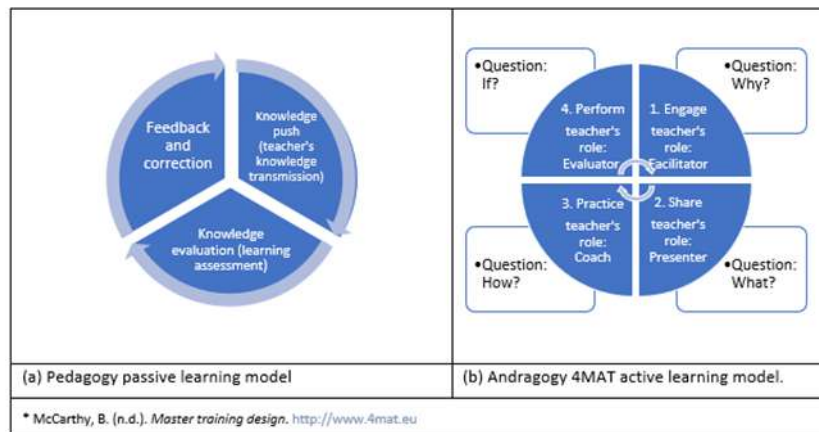 Feedback
and
correction
Knowledge
push
(teacher's
knowledge
transmission)
Knowledge
evaluation (learning
assessment)
•Question:
If?
•Question:
Why?
4. Perform
teacher's
role:
Evaluator
1. Engage
teacher's
role:
Facilitator
3. Practice
teacher's
role:
Coach
2. Share
teacher's
role:
Presenter
•Question:
How?
•Question:
What?
(a) Pedagogy passive learning model
(b) Andragogy 4MAT active learning model.
* McCarthy, B. (n.d.). Master training design. http://www.4mat.eu